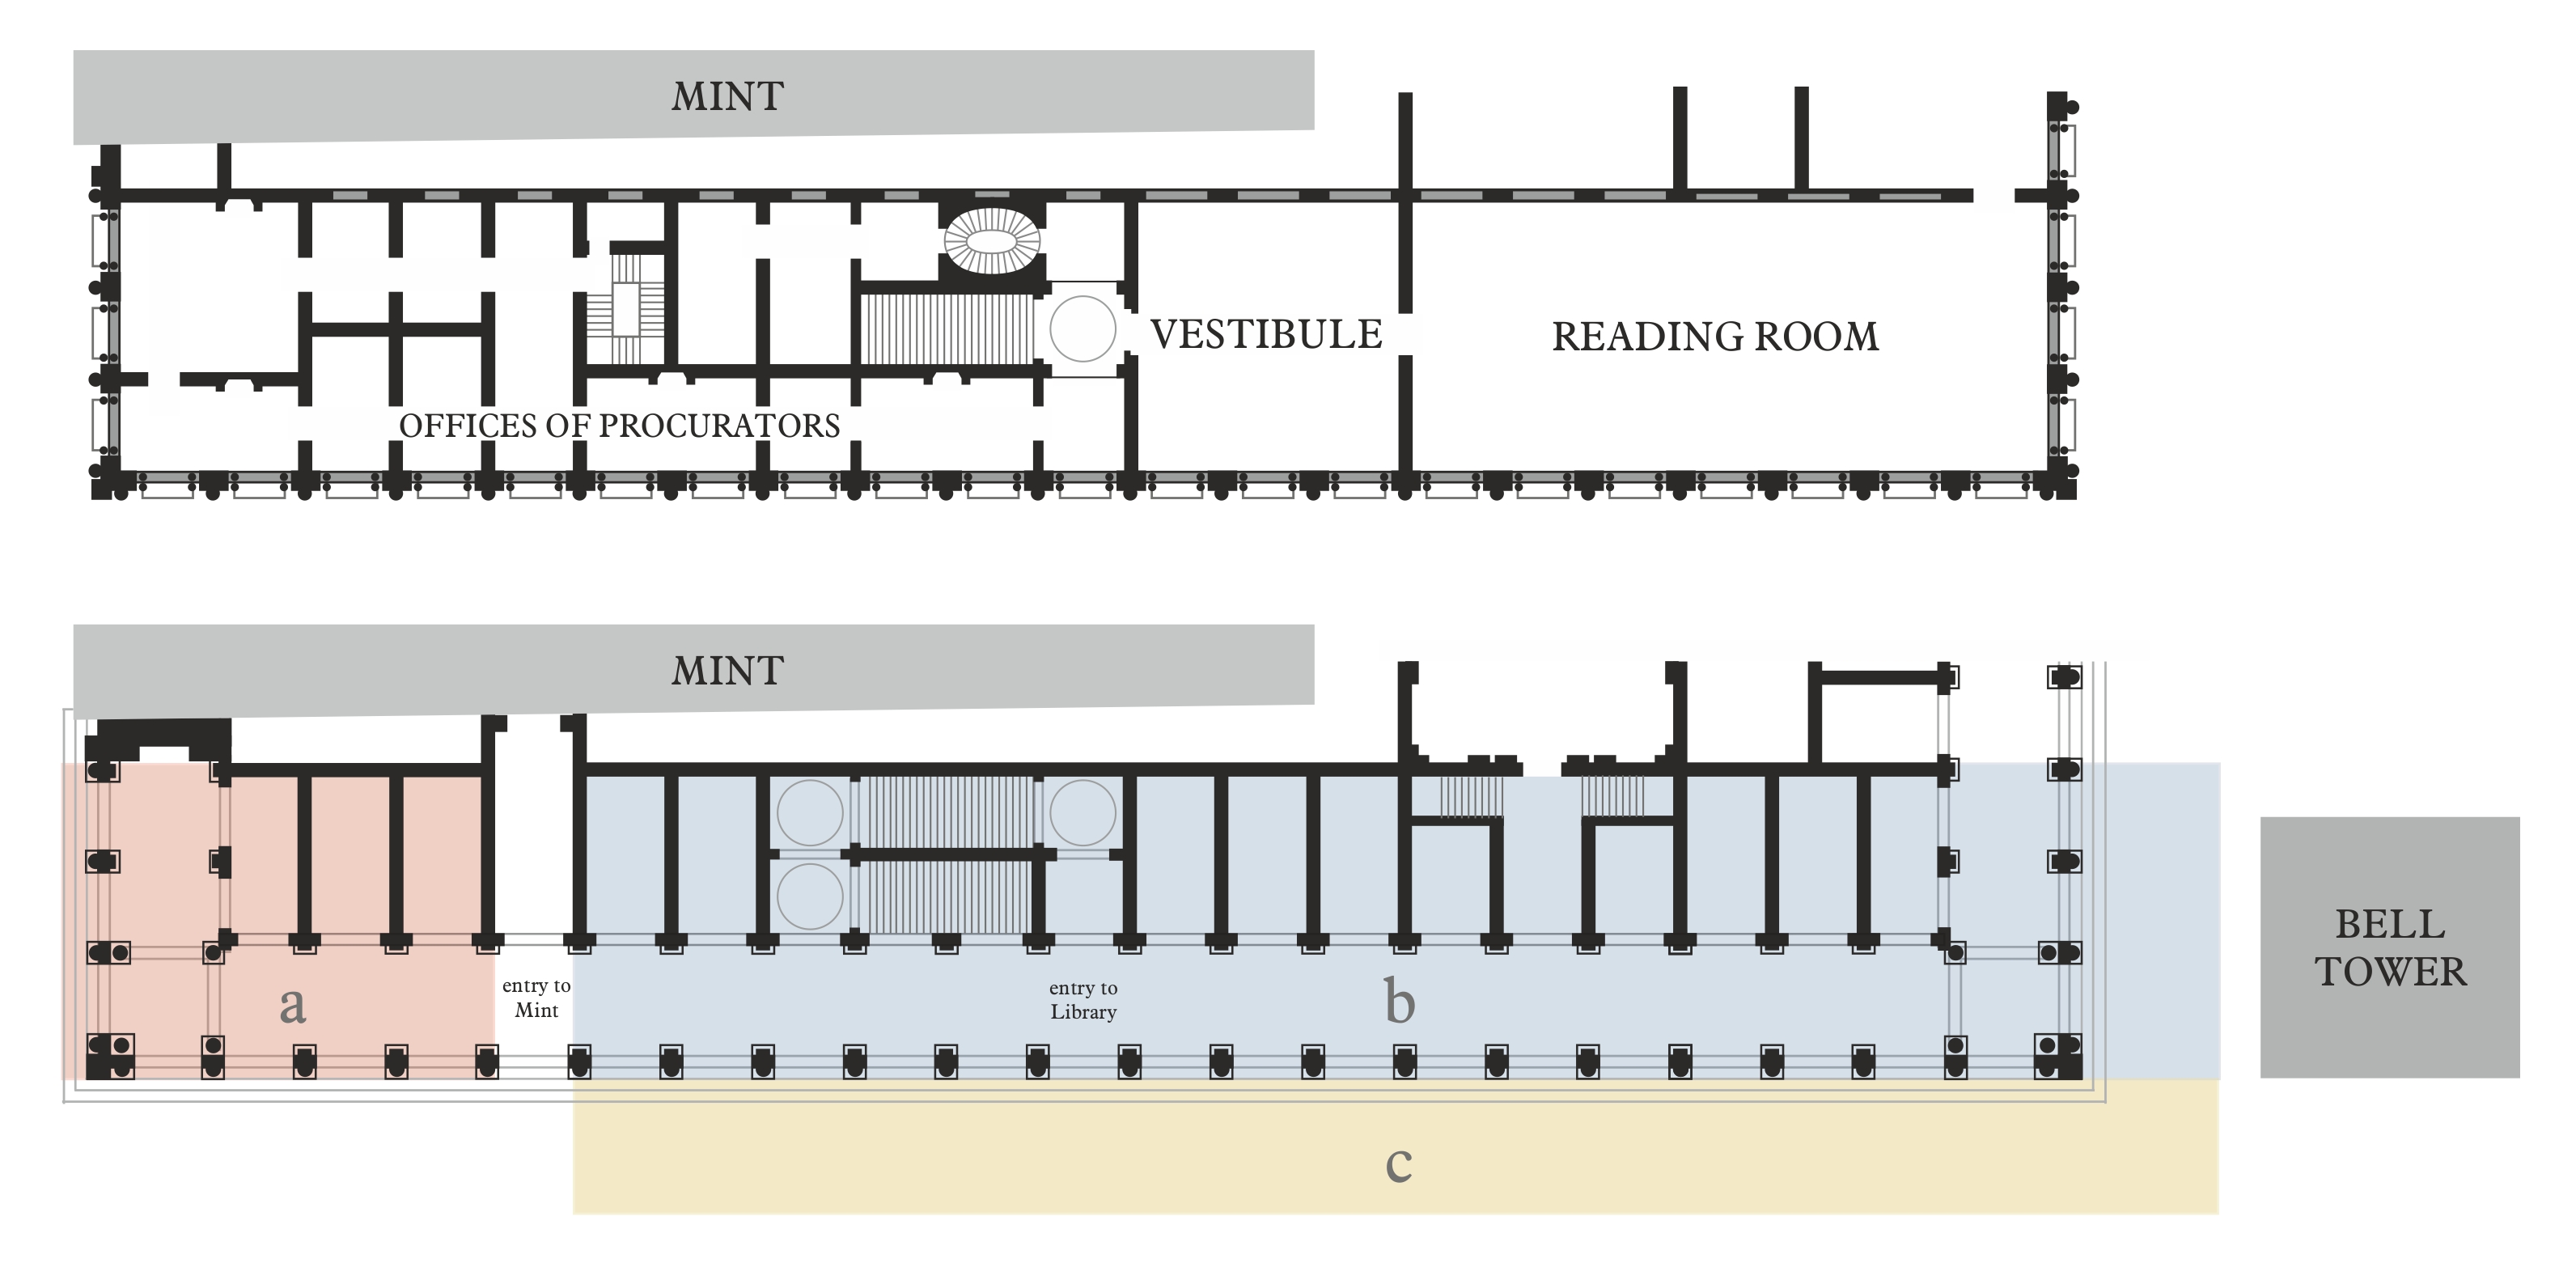 MINT
VESTIBULE
READING ROOM
OFFICES OF PROCURATORS
MINT
BELL
TOWER
a
entry to
Mint
entry to
Library
b
c